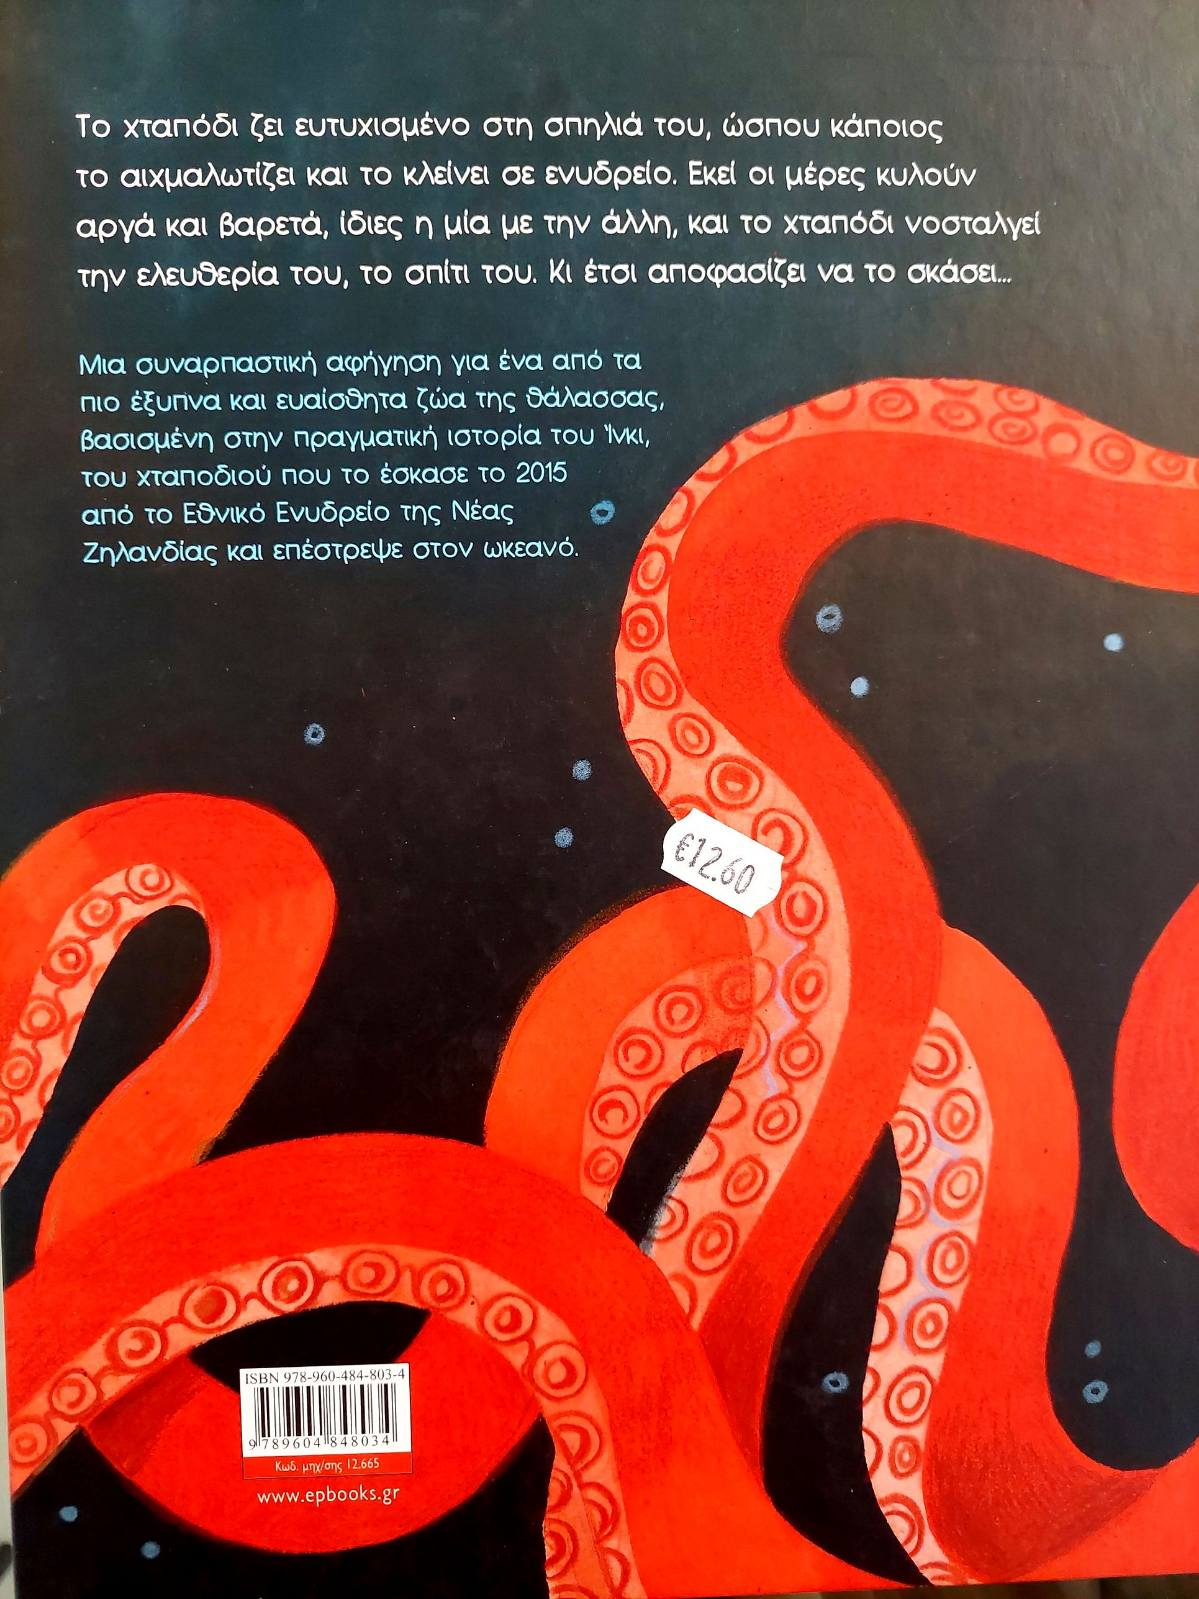 Το χταπόδι ζει ευτυχισμένο στη σπηλιά του, ώσπου κάποιος
το αιχμαλωτίζει και το κλείνει σε ενυδρείο. Εκεί οι μέρες κυλούν
αργά και βαρετά, ίδιες η μία με την άλλη, και το χταπόδι νοσταλγεί
την ελευθερία του, το σπίτι του. Κι έτσι αποφασίζει να το σκάσει...
Μια συναρπαστική αφήγηση για ένα από τα
πιο έξυπνα και ευαίσθητα ζώα της θάλασσας,
βασισμένη στην πραγματική ιστορία του Ίνκι,
του χταποδιού που το έσκασε το 2015
από το Εθνικό Ενυδρείο της Νέας
Ζηλανδίας και επέστρεψε στον ωκεανό.
€12.60
ISBN 978-960-484-803-4
9 789604 848034
Κωδ. μηχ/σης 12.665
www.epbooks.gr